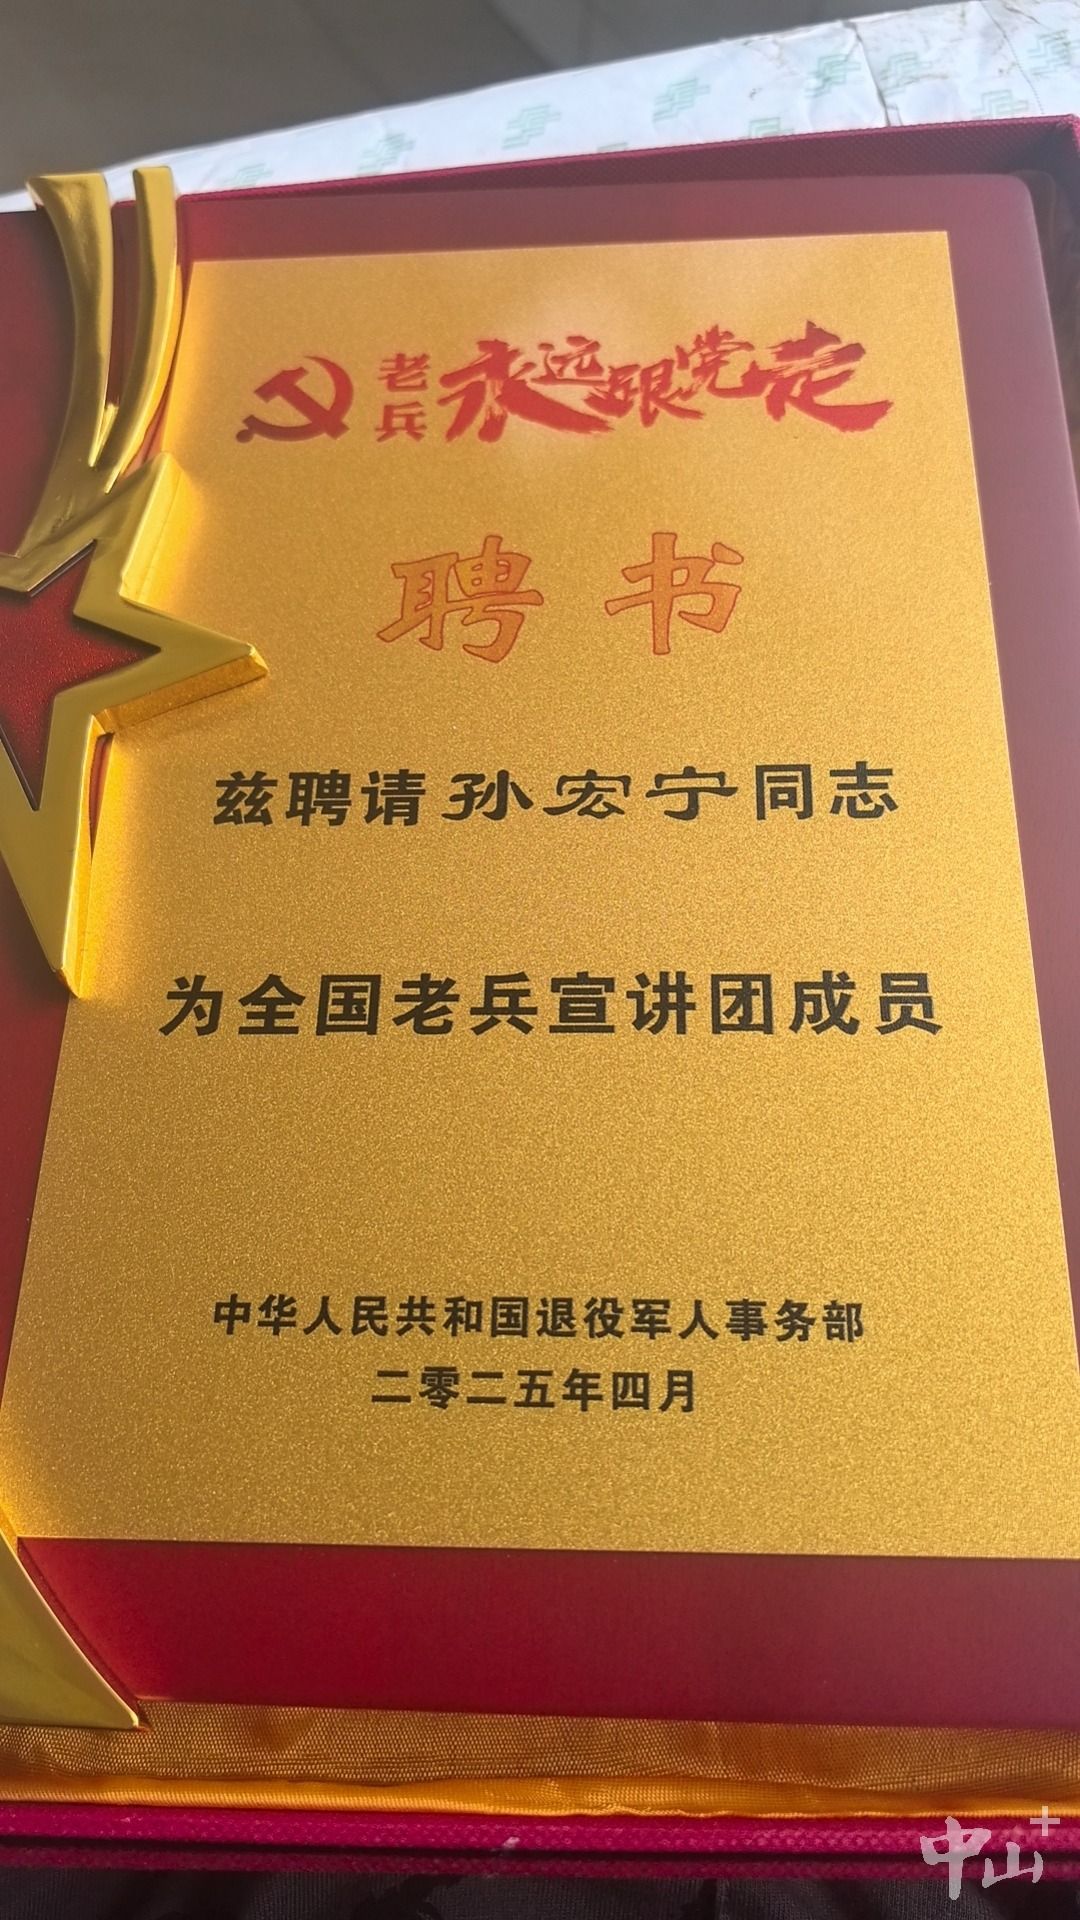 老兵永远跟党走
聘书
兹聘请孙宏宁同志
为全国老兵宣讲团成员
中华人民共和国退役军人事务部
二零二五年四月
中山+